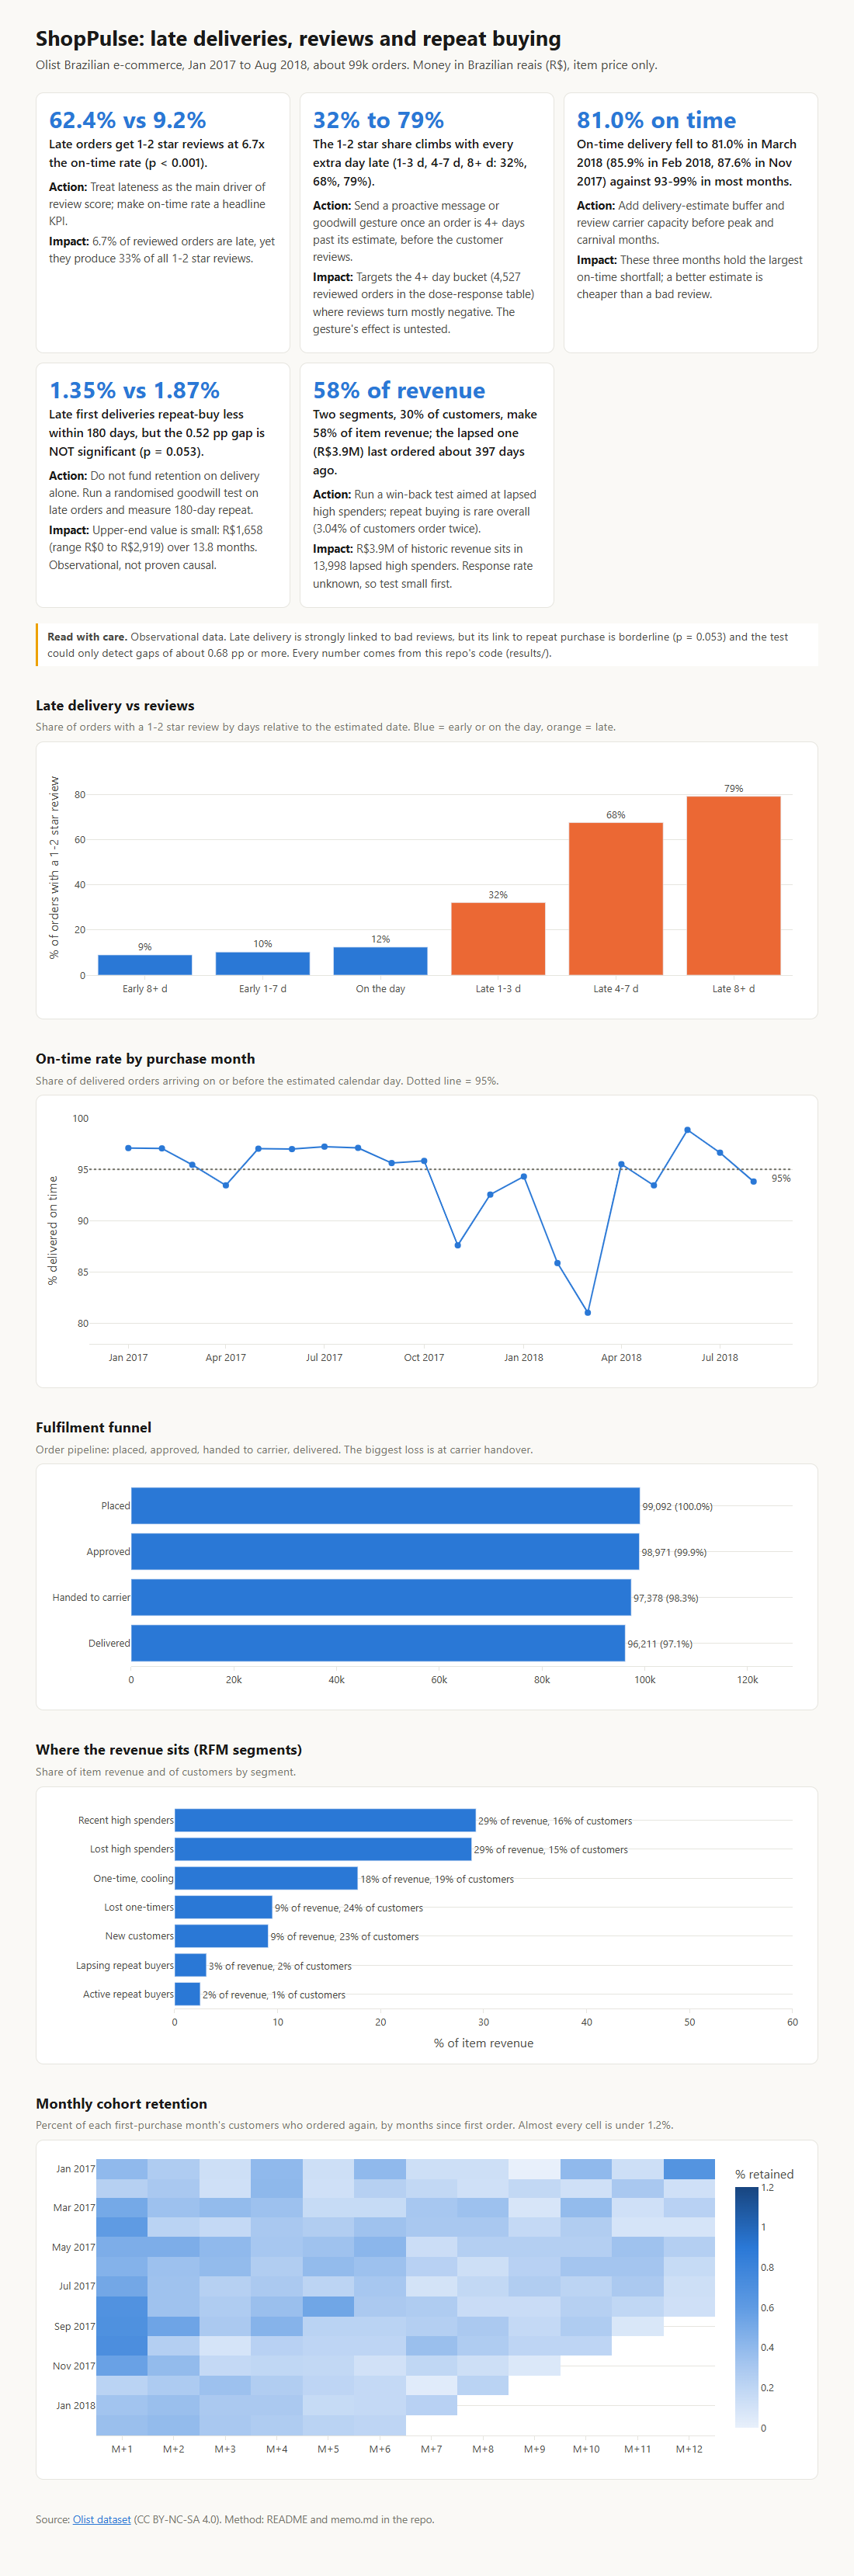 ShopPulse: late deliveries, reviews and repeat buying
Olist Brazilian e-commerce, Jan 2017 to Aug 2018, about 99k orders. Money in Brazilian reais (R$), item price only.
62.4% vs 9.2%
Late orders get 1-2 star reviews at 6.7x
the on-time rate (p < 0.001).
Action: Treat lateness as the main driver of
review score; make on-time rate a headline
KPI.
Impact: 6.7% of reviewed orders are late, yet
they produce 33% of all 1-2 star reviews.
32% to 79%
The 1-2 star share climbs with every
extra day late (1-3 d, 4-7 d, 8+ d: 32%,
68%, 79%).
Action: Send a proactive message or
goodwill gesture once an order is 4+ days
past its estimate, before the customer
reviews.
Impact: Targets the 4+ day bucket (4,527
reviewed orders in the dose-response table)
where reviews turn mostly negative. The
gesture's effect is untested.
81.0% on time
On-time delivery fell to 81.0% in March
2018 (85.9% in Feb 2018, 87.6% in Nov
2017) against 93-99% in most months.
Action: Add delivery-estimate buffer and
review carrier capacity before peak and
carnival months.
Impact: These three months hold the largest
on-time shortfall; a better estimate is
cheaper than a bad review.
1.35% vs 1.87%
Late first deliveries repeat-buy less
within 180 days, but the 0.52 pp gap is
NOT significant (p = 0.053).
Action: Do not fund retention on delivery
alone. Run a randomised goodwill test on
late orders and measure 180-day repeat.
Impact: Upper-end value is small: R$1,658
(range R$0 to R$2,919) over 13.8 months.
Observational, not proven causal.
58% of revenue
Two segments, 30% of customers, make
58% of item revenue; the lapsed one
(R$3.9M) last ordered about 397 days
ago.
Action: Run a win-back test aimed at lapsed
high spenders; repeat buying is rare overall
(3.04% of customers order twice).
Impact: R$3.9M of historic revenue sits in
13,998 lapsed high spenders. Response rate
unknown, so test small first.
Read with care. Observational data. Late delivery is strongly linked to bad reviews, but its link to repeat purchase is borderline (p = 0.053) and the test
could only detect gaps of about 0.68 pp or more. Every number comes from this repo's code (results/).
Late delivery vs reviews
Share of orders with a 1-2 star review by days relative to the estimated date. Blue = early or on the day, orange = late.
% of orders with a 1-2 star review
80
60
40
20
0
9%
10%
12%
32%
68%
79%
Early 8+ d
Early 1-7 d
On the day
Late 1-3 d
Late 4-7 d
Late 8+ d
On-time rate by purchase month
Share of delivered orders arriving on or before the estimated calendar day. Dotted line = 95%.
% delivered on time
100
95
90
85
80
95%
Jan 2017
Apr 2017
Jul 2017
Oct 2017
Jan 2018
Apr 2018
Jul 2018
Fulfilment funnel
Order pipeline: placed, approved, handed to carrier, delivered. The biggest loss is at carrier handover.
Placed
99,092 (100.0%)
Approved
98,971 (99.9%)
Handed to carrier
97,378 (98.3%)
Delivered
96,211 (97.1%)
0
20k
40k
60k
80k
100k
120k
Where the revenue sits (RFM segments)
Share of item revenue and of customers by segment.
Recent high spenders
29% of revenue, 16% of customers
Lost high spenders
29% of revenue, 15% of customers
One-time, cooling
18% of revenue, 19% of customers
Lost one-timers
9% of revenue, 24% of customers
New customers
9% of revenue, 23% of customers
Lapsing repeat buyers
3% of revenue, 2% of customers
Active repeat buyers
2% of revenue, 1% of customers
0
10
20
30
40
50
60
% of item revenue
Monthly cohort retention
Percent of each first-purchase month's customers who ordered again, by months since first order. Almost every cell is under 1.2%.
Jan 2017
Mar 2017
May 2017
Jul 2017
Sep 2017
Nov 2017
Jan 2018
M+1
M+2
M+3
M+4
M+5
M+6
M+7
M+8
M+9
M+10
M+11
M+12
% retained
1.2
1
0.8
0.6
0.4
0.2
0
Source: Olist dataset (CC BY-NC-SA 4.0). Method: README and memo.md in the repo.